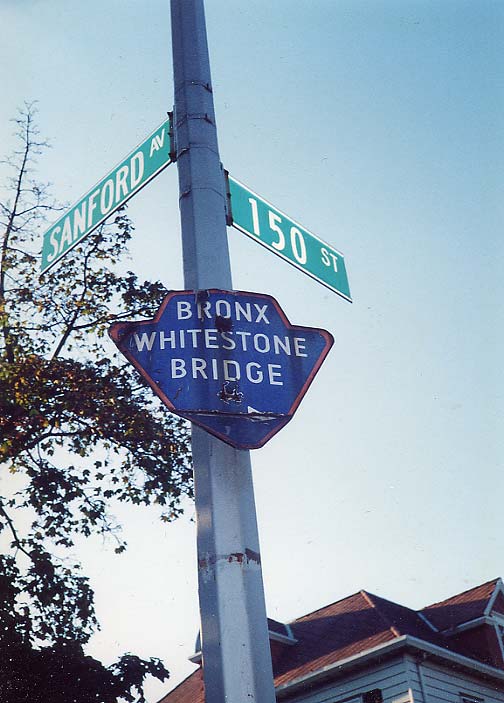 SANFORD AV
150 ST
BRONX
WHITESTONE
BRIDGE